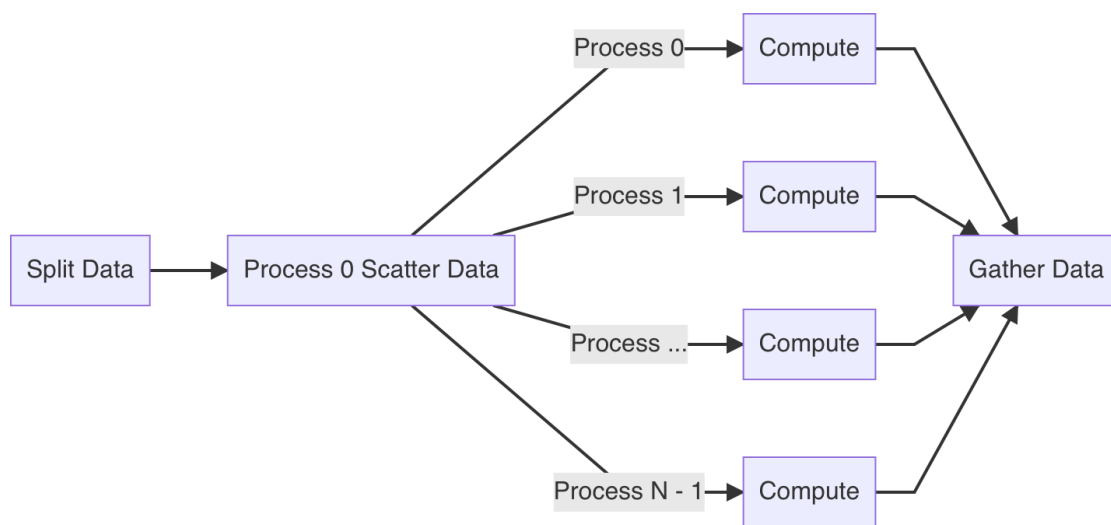 Process 0
Compute
Process 1
Compute
Split Data
Process 0 Scatter Data
Gather Data
Process ...
Compute
Process N - 1
Compute